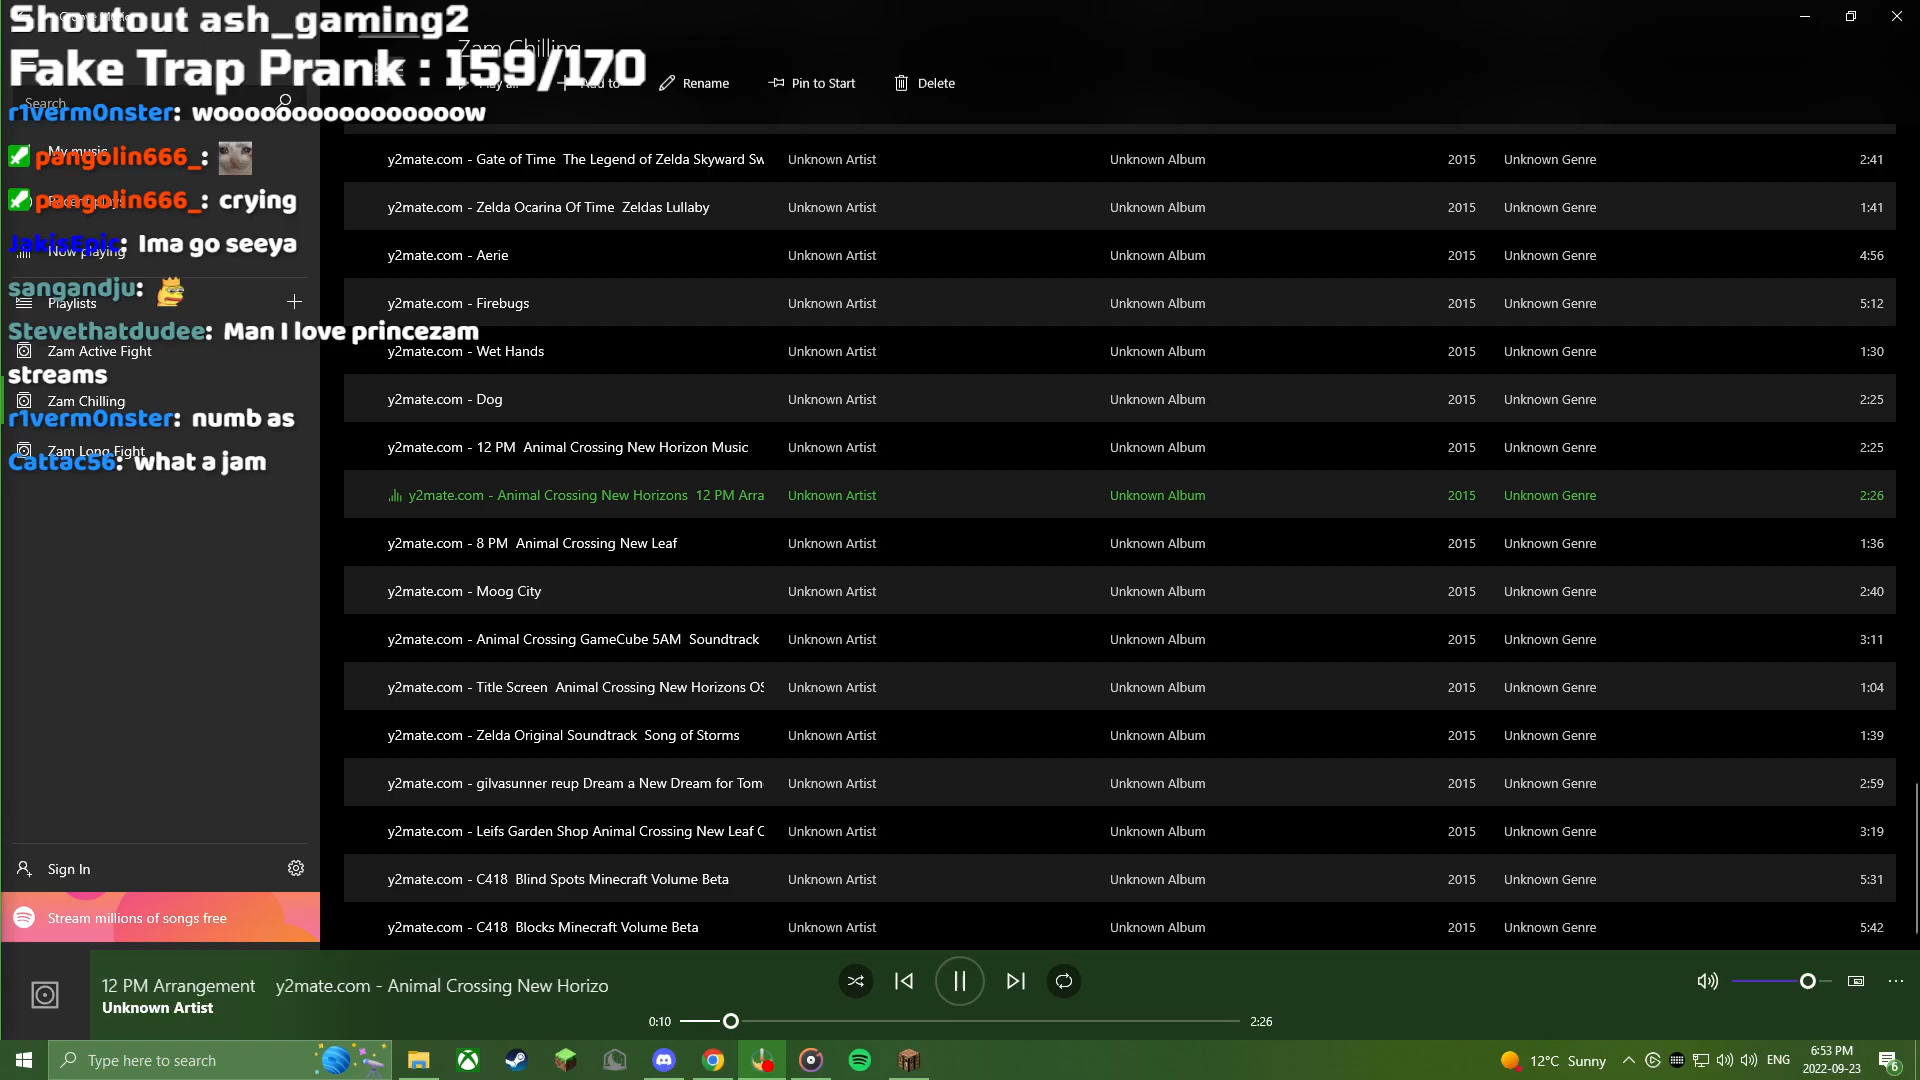 Shoutout ash_gaming2
Fake Trap Prank : 159/170
Zam Chilling
Rename
Pin to Start
Delete
Search
r1verm0nster: wooooooooooooooow
My music
pangolin666_:
pangolin666_: crying
JakisEpic: Ima go seeya
Now playing
sangandju:
Playlists
Stevethatdudee: Man I love princezam
Zam Active Fight
streams
Zam Chilling
r1verm0nster: numb as
Zam Long Fight
Cattac56: what a jam
y2mate.com - Gate of Time The Legend of Zelda Skyward Sw Unknown Artist Unknown Album 2015 Unknown Genre 2:41
y2mate.com - Zelda Ocarina Of Time Zeldas Lullaby Unknown Artist Unknown Album 2015 Unknown Genre 1:41
y2mate.com - Aerie Unknown Artist Unknown Album 2015 Unknown Genre 4:56
y2mate.com - Firebugs Unknown Artist Unknown Album 2015 Unknown Genre 5:12
y2mate.com - Wet Hands Unknown Artist Unknown Album 2015 Unknown Genre 1:30
y2mate.com - Dog Unknown Artist Unknown Album 2015 Unknown Genre 2:25
y2mate.com - 12 PM Animal Crossing New Horizon Music Unknown Artist Unknown Album 2015 Unknown Genre 2:25
y2mate.com - Animal Crossing New Horizons 12 PM Arra Unknown Artist Unknown Album 2015 Unknown Genre 2:26
y2mate.com - 8 PM Animal Crossing New Leaf Unknown Artist Unknown Album 2015 Unknown Genre 1:36
y2mate.com - Moog City Unknown Artist Unknown Album 2015 Unknown Genre 2:40
y2mate.com - Animal Crossing GameCube 5AM Soundtrack Unknown Artist Unknown Album 2015 Unknown Genre 3:11
y2mate.com - Title Screen Animal Crossing New Horizons OS Unknown Artist Unknown Album 2015 Unknown Genre 1:04
y2mate.com - Zelda Original Soundtrack Song of Storms Unknown Artist Unknown Album 2015 Unknown Genre 1:39
y2mate.com - gilvasunner reup Dream a New Dream for Tom Unknown Artist Unknown Album 2015 Unknown Genre 2:59
y2mate.com - Leifs Garden Shop Animal Crossing New Leaf C Unknown Artist Unknown Album 2015 Unknown Genre 3:19
y2mate.com - C418 Blind Spots Minecraft Volume Beta Unknown Artist Unknown Album 2015 Unknown Genre 5:31
y2mate.com - C418 Blocks Minecraft Volume Beta Unknown Artist Unknown Album 2015 Unknown Genre 5:42
Sign In
Stream millions of songs free
12 PM Arrangement y2mate.com - Animal Crossing New Horizo
Unknown Artist
0:10 2:26
Type here to search
12°C Sunny
ENG
6:53 PM
2022-09-23
6